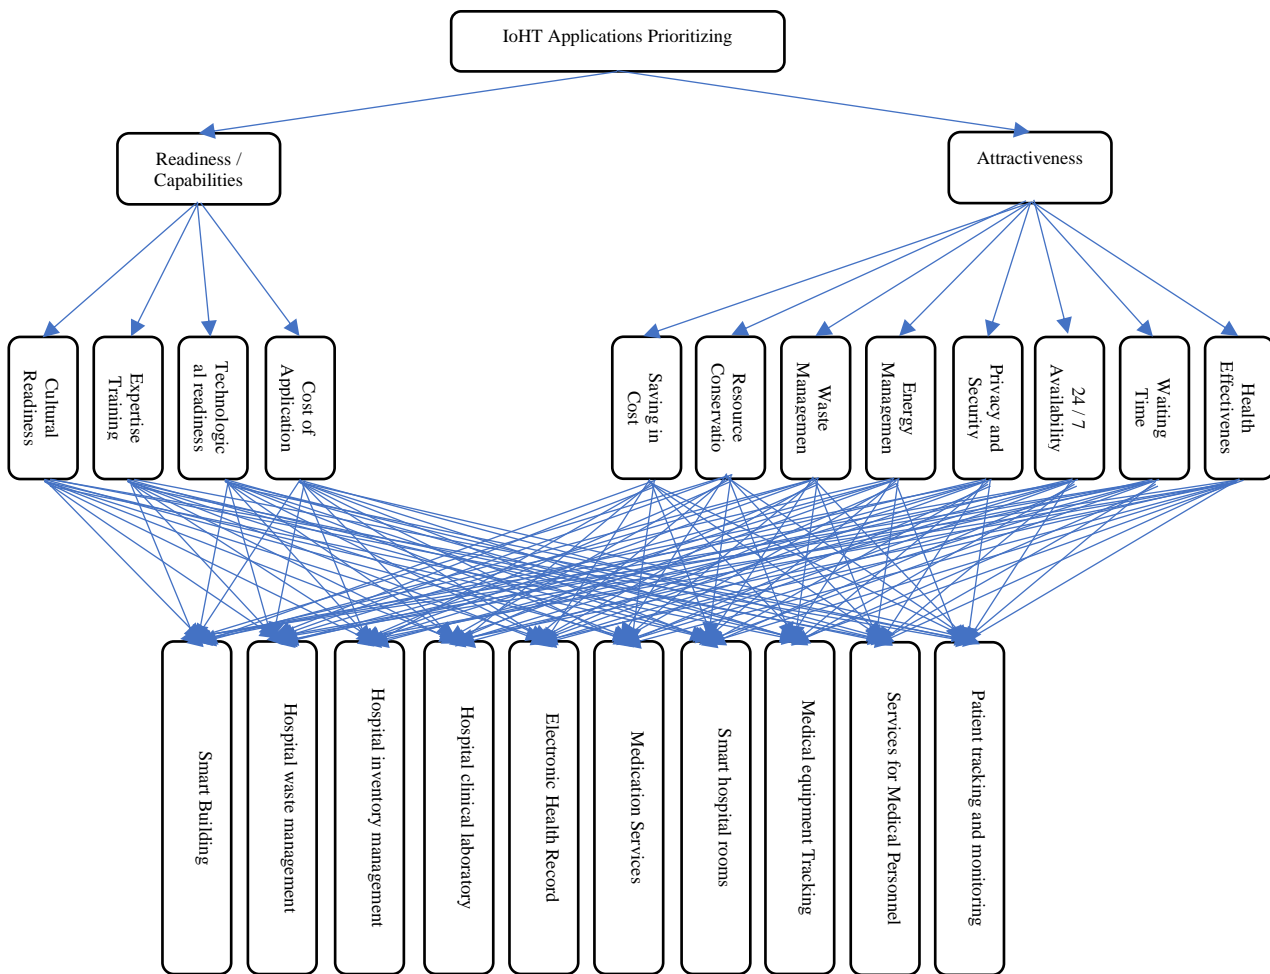 IoHT Applications Prioritizing
Readiness /
Capabilities
Attractiveness
Cultural
Readiness
Expertise
Training
Technologic
al readiness
Cost of
Application
Saving in
Cost
Resource
Conservatio
Waste
Managemen
Energy
Managemen
Privacy and
Security
24 / 7
Availability
Waiting
Time
Health
Effectivenes
Smart Building
Hospital waste management
Hospital inventory management
Hospital clinical laboratory
Electronic Health Record
Medication Services
Smart hospital rooms
Medical equipment Tracking
Services for Medical Personnel
Patient tracking and monitoring